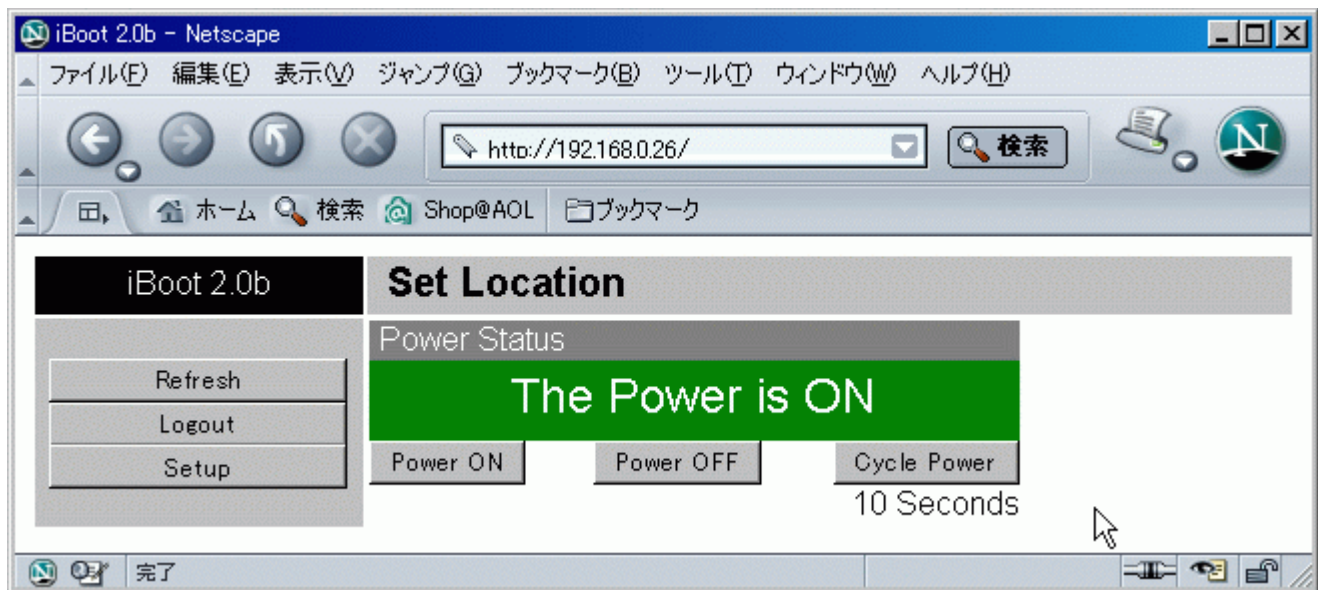 iBoot 2.0b - Netscape
ファイル(F) 編集(E) 表示(V) ジャンプ(G) ブックマーク(B) ツール(T) ウィンドウ(W) ヘルプ(H)
http://192.168.0.26/ 検索 N
ホーム 検索 Shop@AOL ブックマーク
iBoot 2.0b Set Location
Power Status
The Power is ON
Refresh
Logout
Setup
Power ON Power OFF Cycle Power
10 Seconds
完了